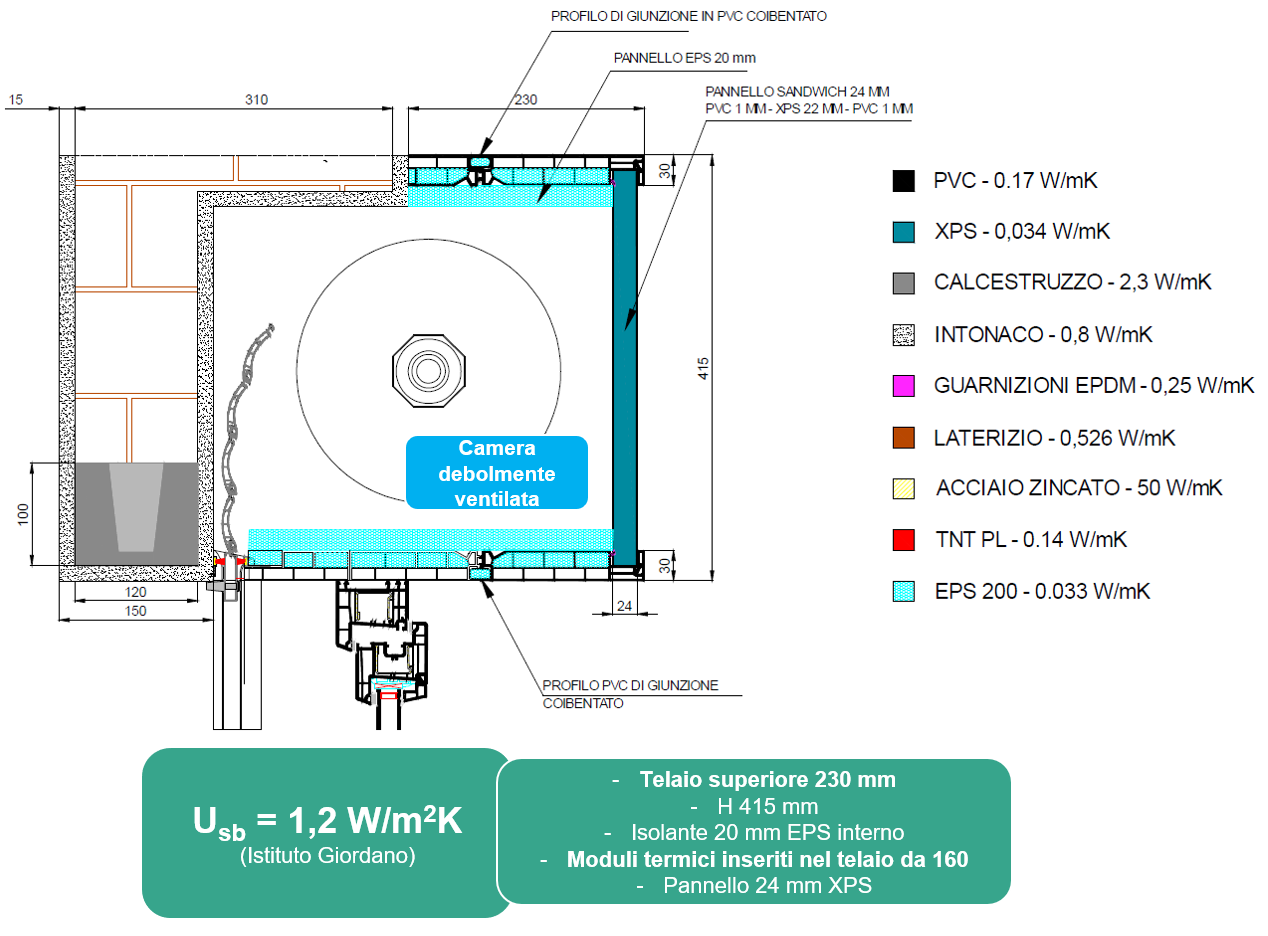 PROFILO DI GIUNZIONE IN PVC COIBENTATO
PANNELLO EPS 20 mm
PANNELLO SANDWICH 24 MM
PVC 1 MM - XPS 22 MM - PVC 1 MM
15
310
230
30
415
100
30
120
150
24
Camera
debolmente
ventilata
PROFILO PVC DI GIUNZIONE
COIBENTATO
PVC - 0.17 W/mK
XPS - 0,034 W/mK
CALCESTRUZZO - 2,3 W/mK
INTONACO - 0,8 W/mK
GUARNIZIONI EPDM - 0,25 W/mK
LATERIZIO - 0,526 W/mK
ACCIAIO ZINCATO - 50 W/mK
TNT PL - 0.14 W/mK
EPS 200 - 0.033 W/mK
Usb = 1,2 W/m²K
(Istituto Giordano)
- Telaio superiore 230 mm
- H 415 mm
- Isolante 20 mm EPS interno
- Moduli termici inseriti nel telaio da 160
- Pannello 24 mm XPS